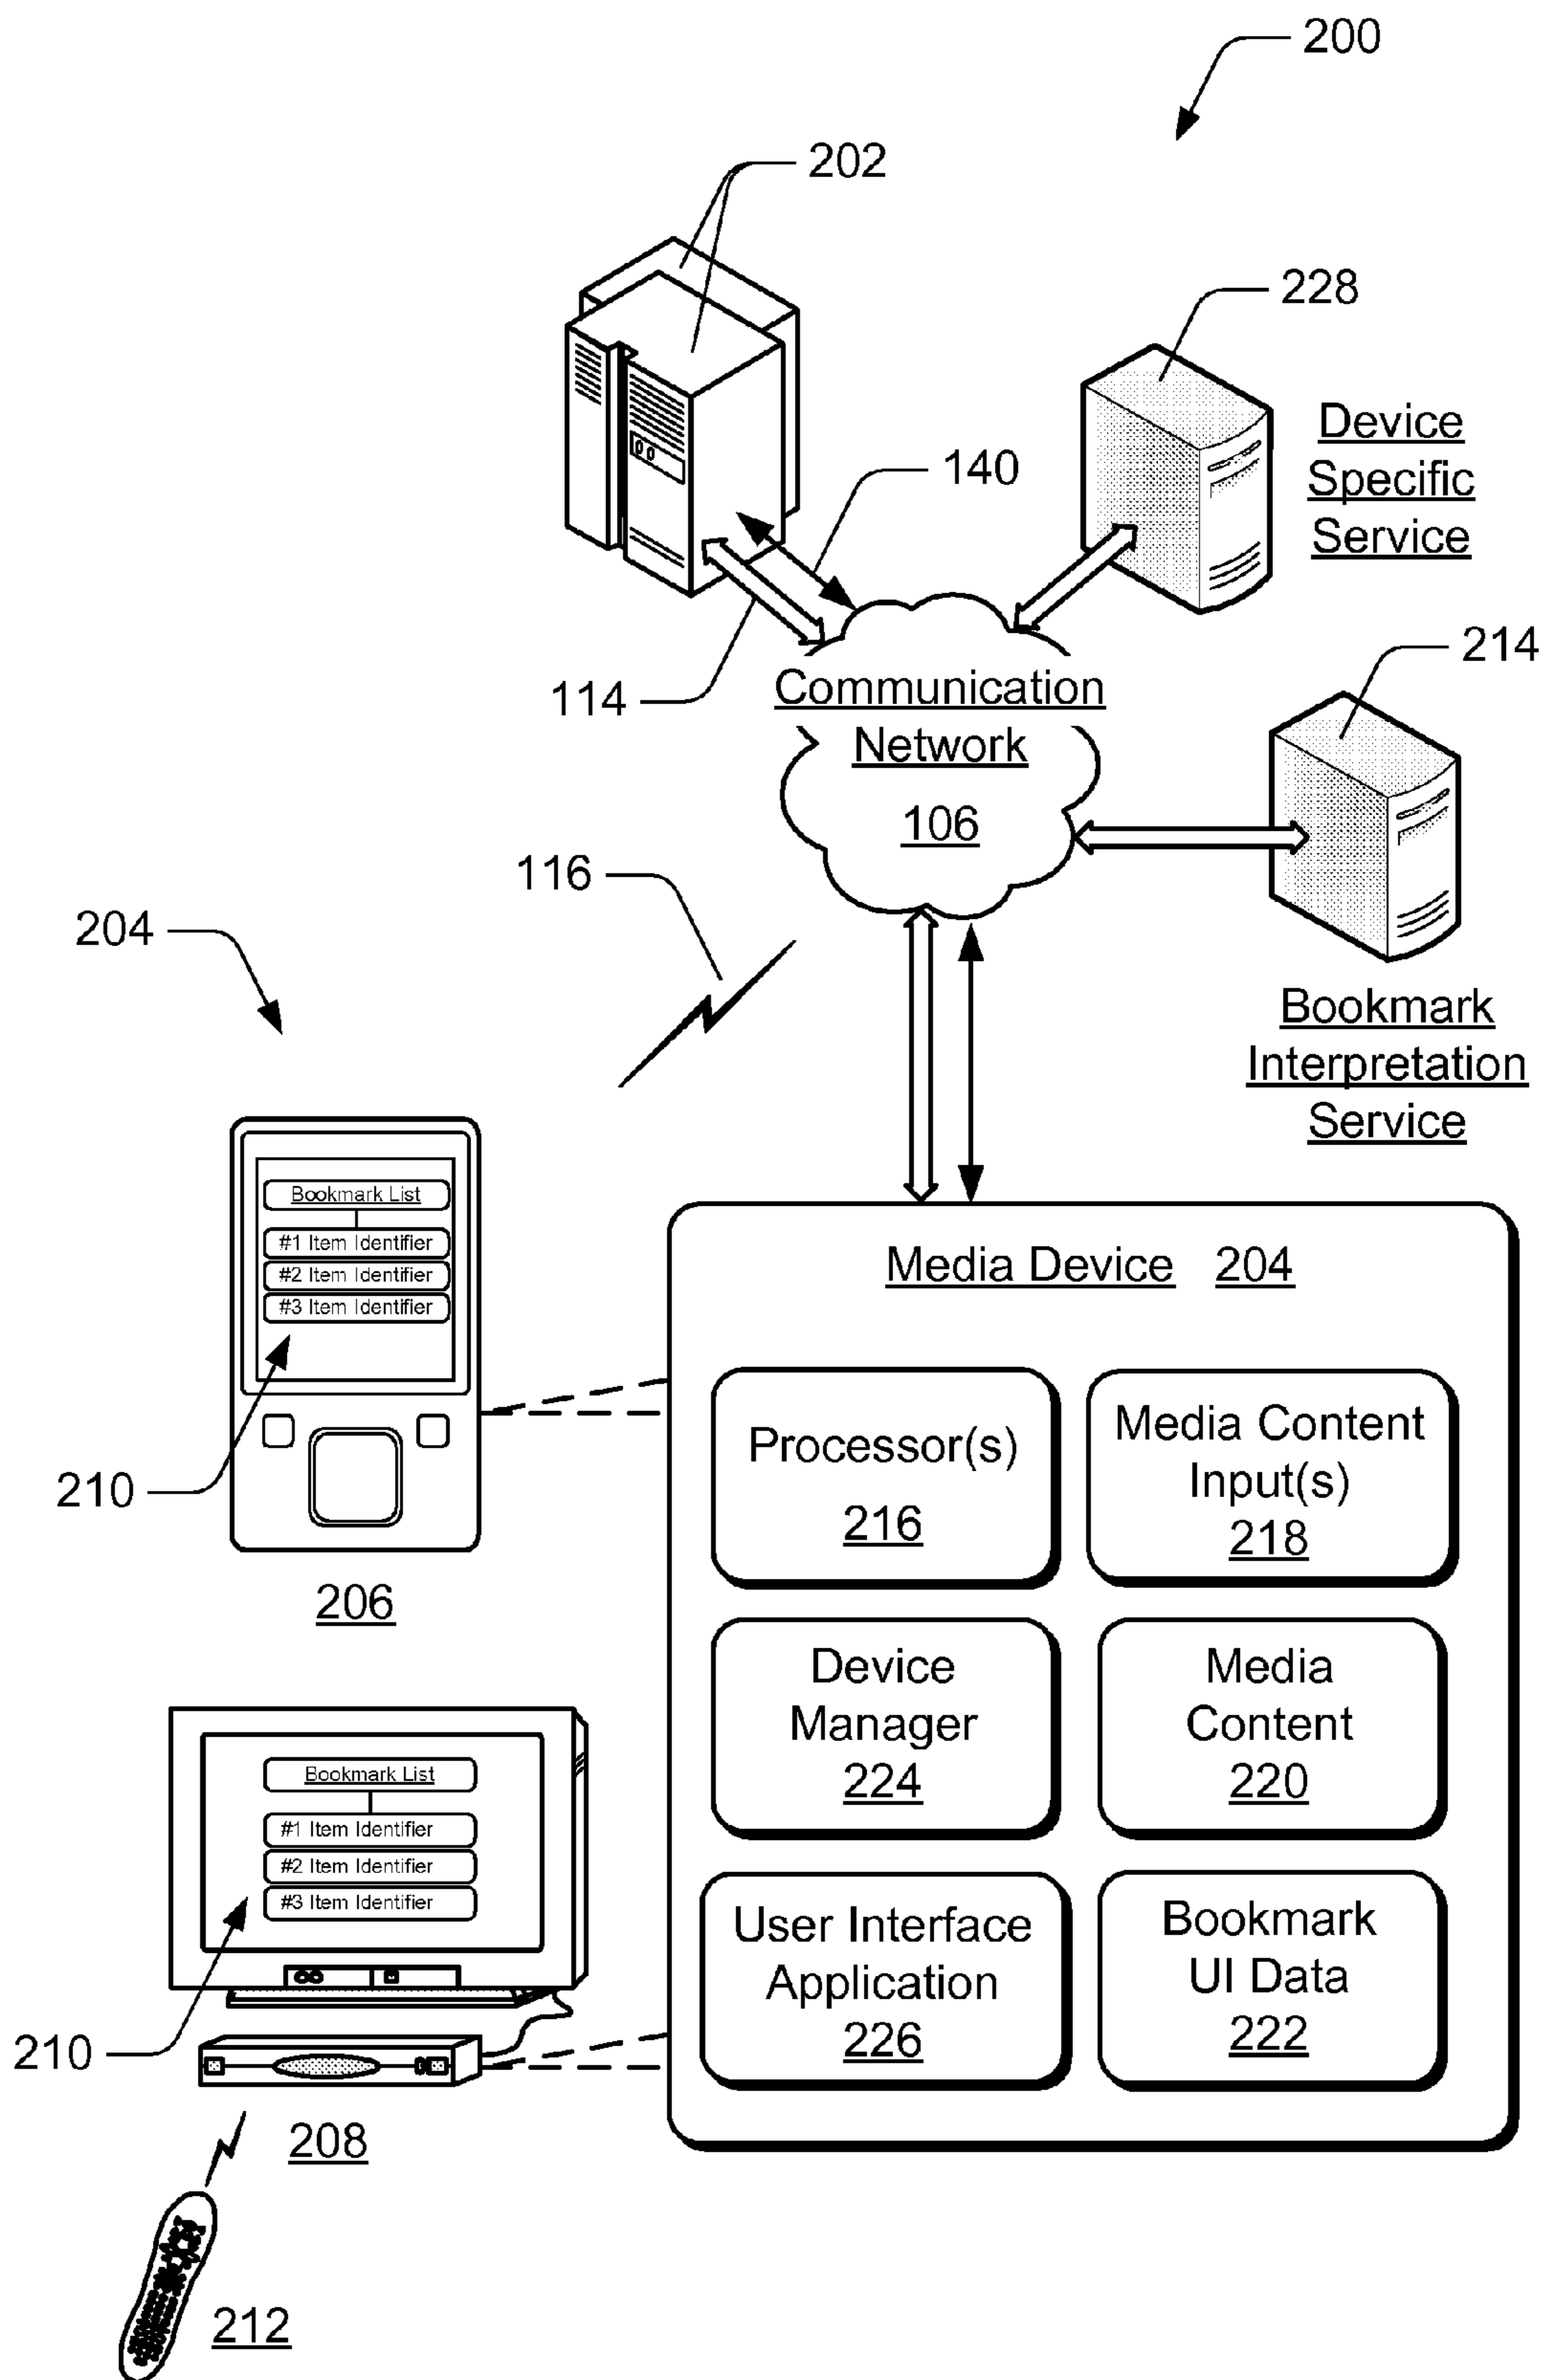 200
202
228
Device
Specific
Service
140
114
Communication
Network
106
214
116
204
Bookmark
Interpretation
Service
Bookmark List
#1 Item Identifier
#2 Item Identifier
#3 Item Identifier
210
206
Media Device 204
Processor(s)
216
Media Content
Input(s)
218
Device
Manager
224
Media
Content
220
User Interface
Application
226
Bookmark
UI Data
222
Bookmark List
#1 Item Identifier
#2 Item Identifier
#3 Item Identifier
210
208
212